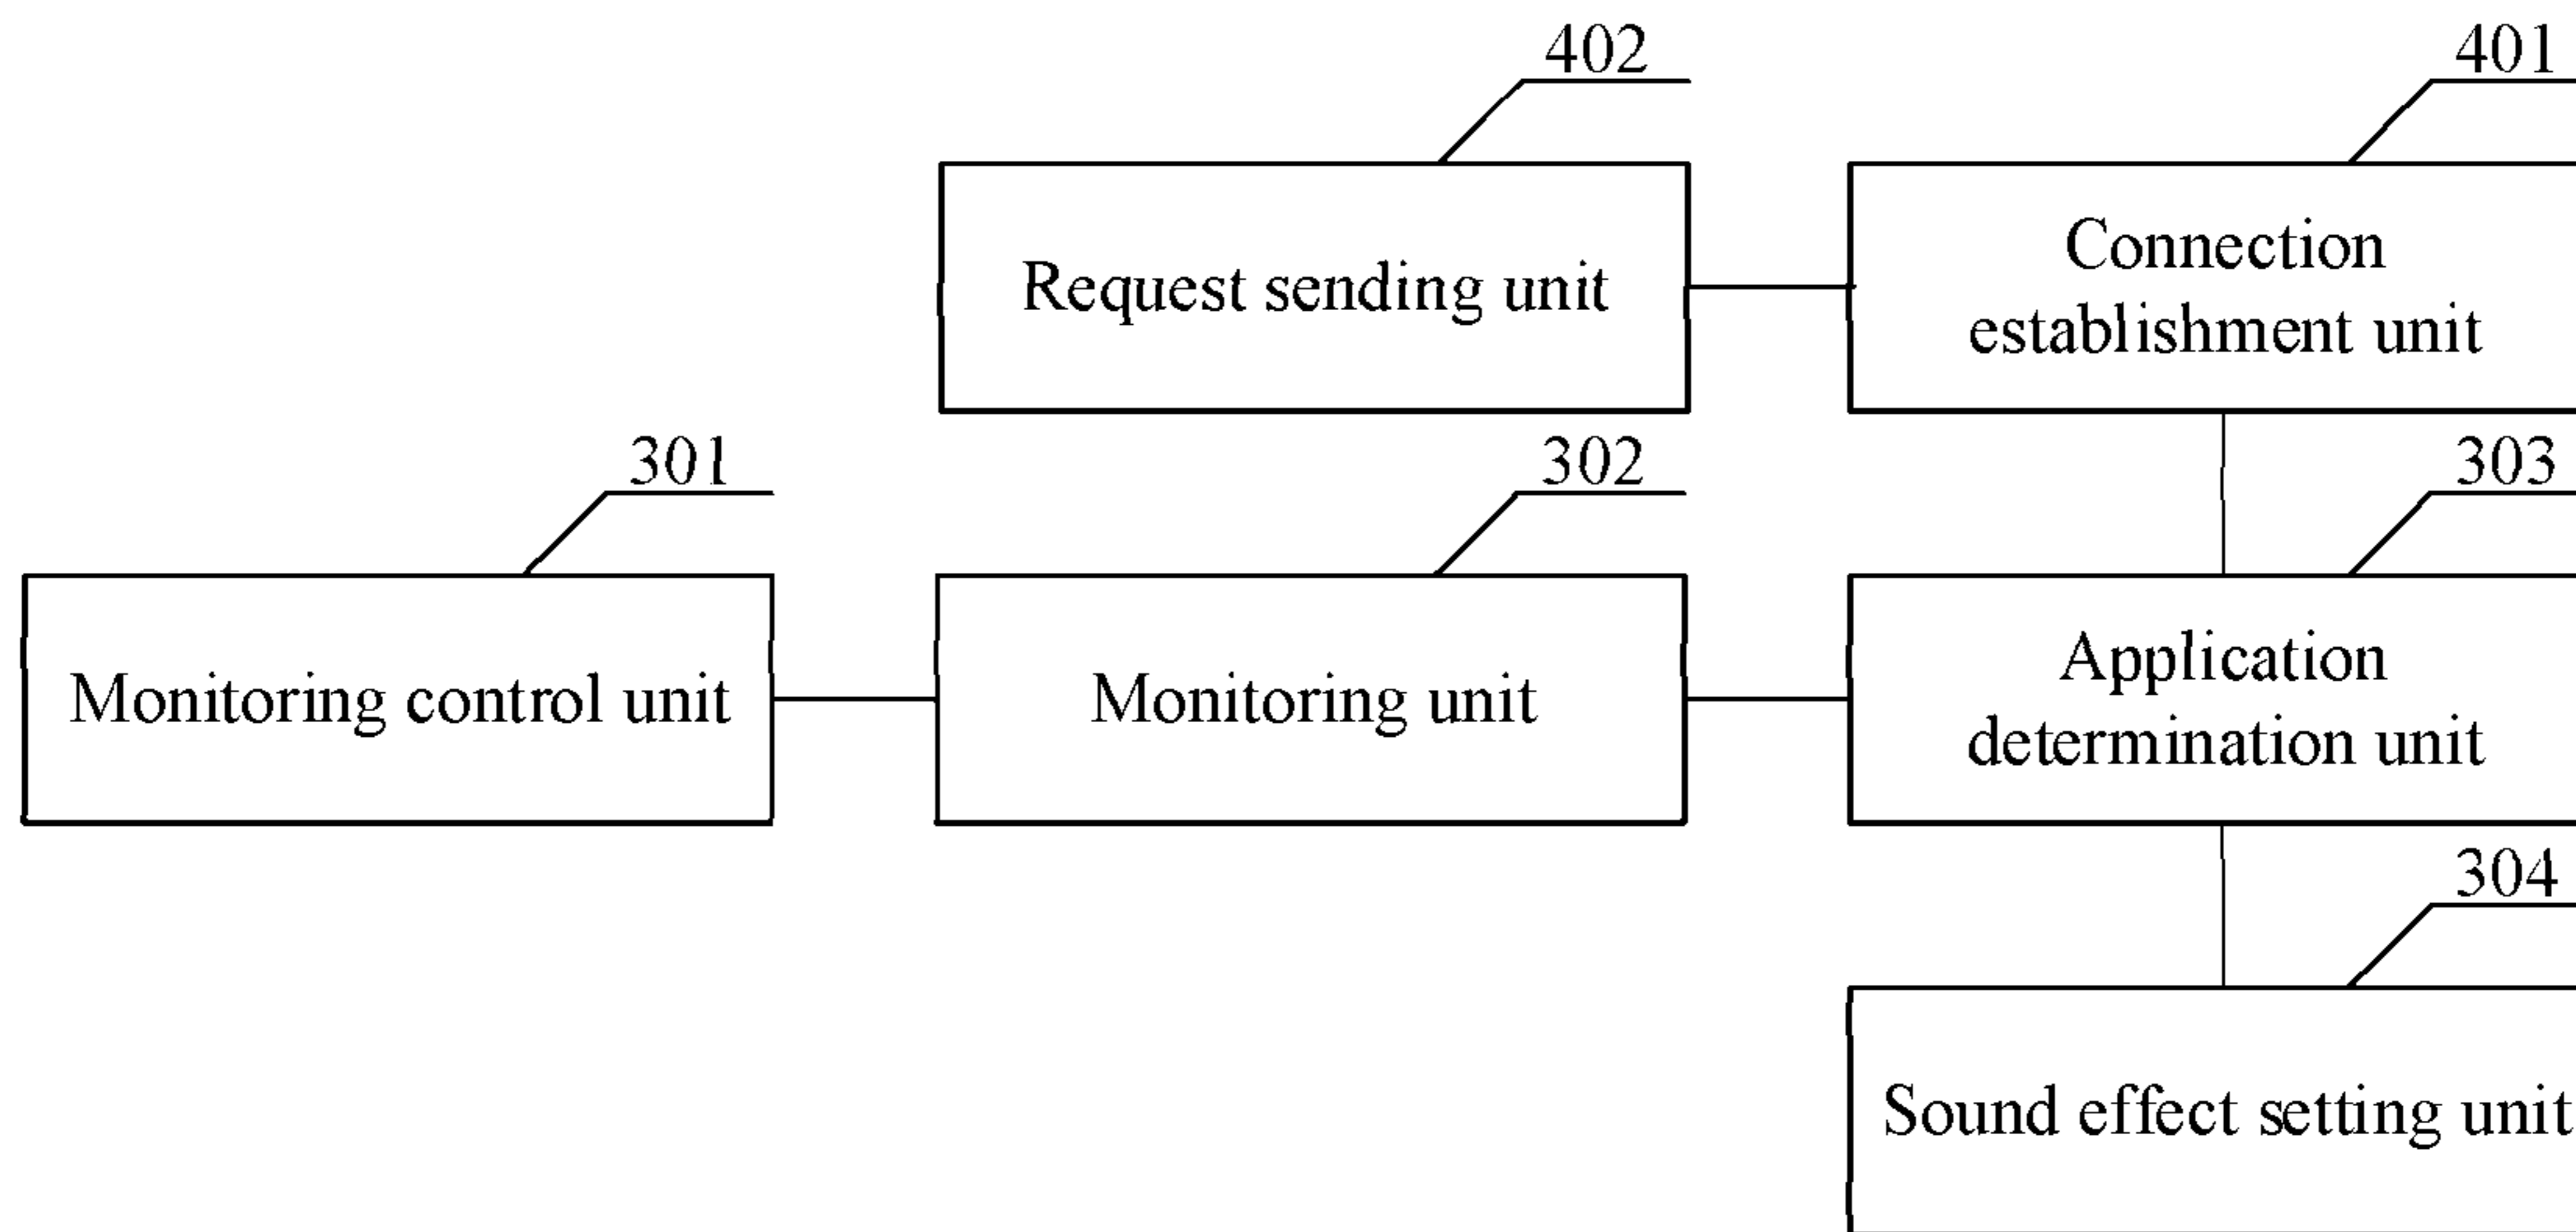 402
401
Request sending unit
Connection
establishment unit
301
302
303
Monitoring control unit
Monitoring unit
Application
determination unit
304
Sound effect setting unit